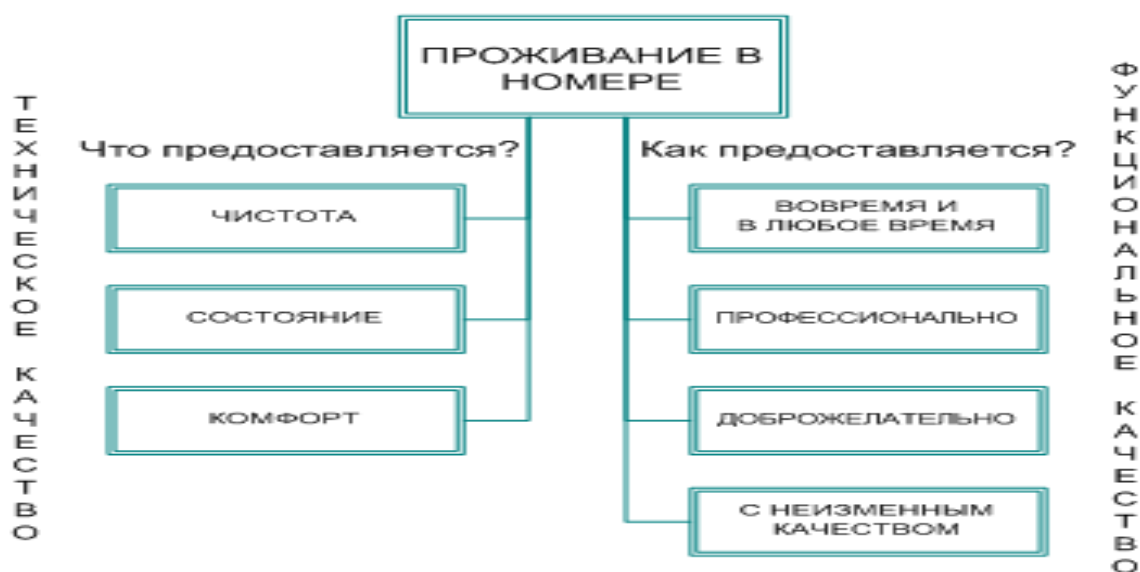 ПРОЖИВАНИЕ В
НОМЕРЕ
ТЕХНИЧЕСКОЕ КАЧЕСТВО
Что предоставляется?
ЧИСТОТА
СОСТОЯНИЕ
КОМФОРТ
Как предоставляется?
ВОВРЕМЯ И
В ЛЮБОЕ ВРЕМЯ
ПРОФЕССИОНАЛЬНО
ДОБРОЖЕЛАТЕЛЬНО
С НЕИЗМЕННЫМ
КАЧЕСТВОМ
ФУНКЦИОНАЛЬНОЕ КАЧЕСТВО